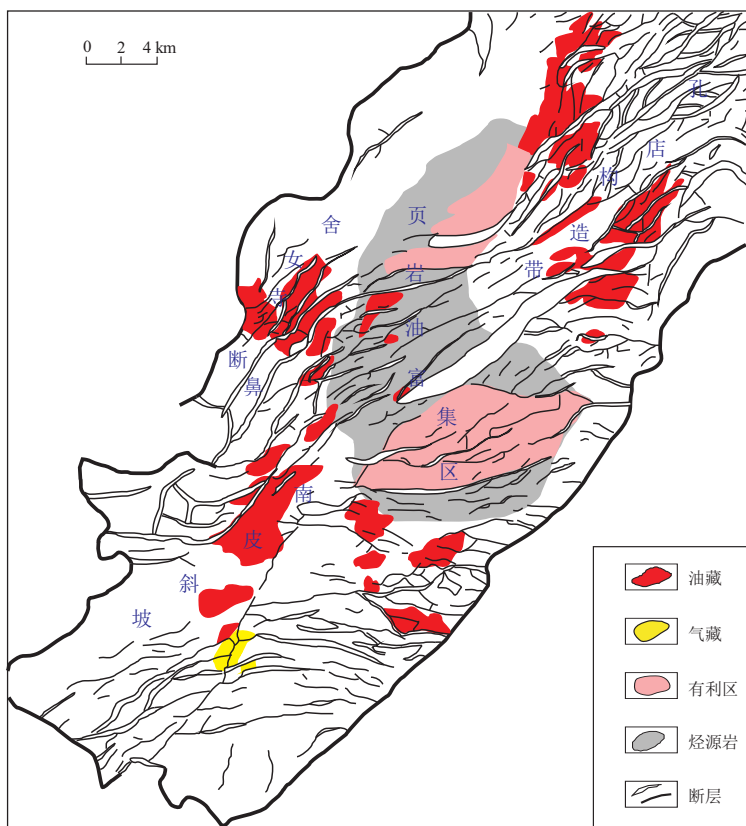 0 2 4 km
孔店构造带
舍女寺断鼻
页岩油富集区
南皮斜坡
油藏
气藏
有利区
烃源岩
断层